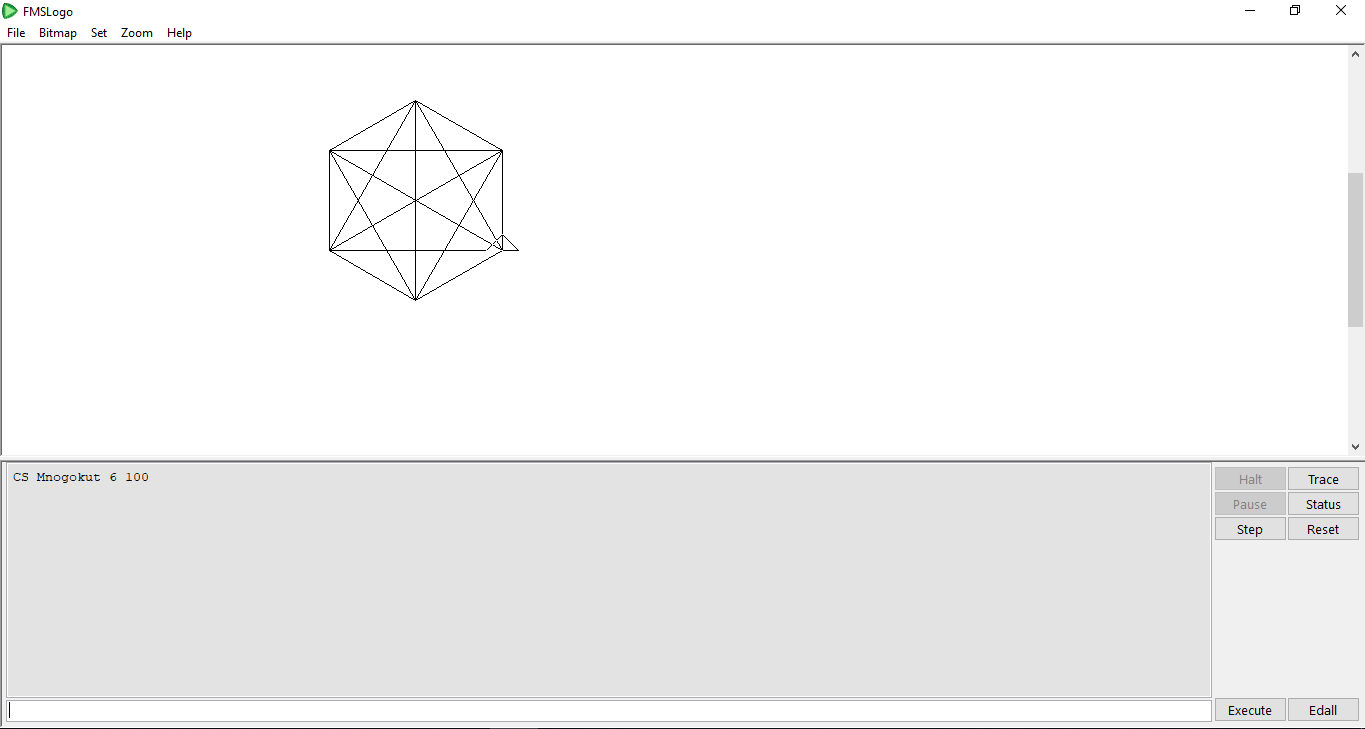 FMSLogo
File Bitmap Set Zoom Help
CS Mnogokut 6 100
Halt Trace
Pause Status
Step Reset
Execute Edall